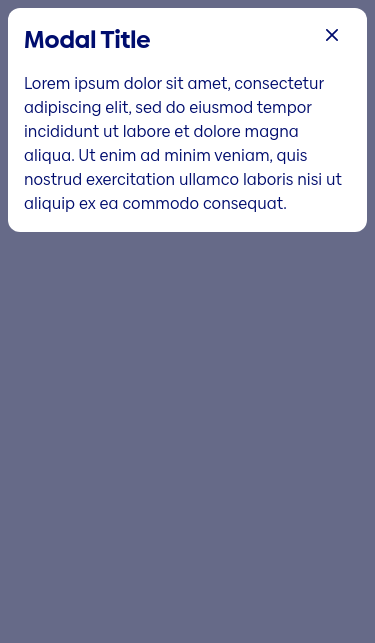 Modal Title
Lorem ipsum dolor sit amet, consectetur
adipiscing elit, sed do eiusmod tempor
incididunt ut labore et dolore magna
aliqua. Ut enim ad minim veniam, quis
nostrud exercitation ullamco laboris nisi ut
aliquip ex ea commodo consequat.